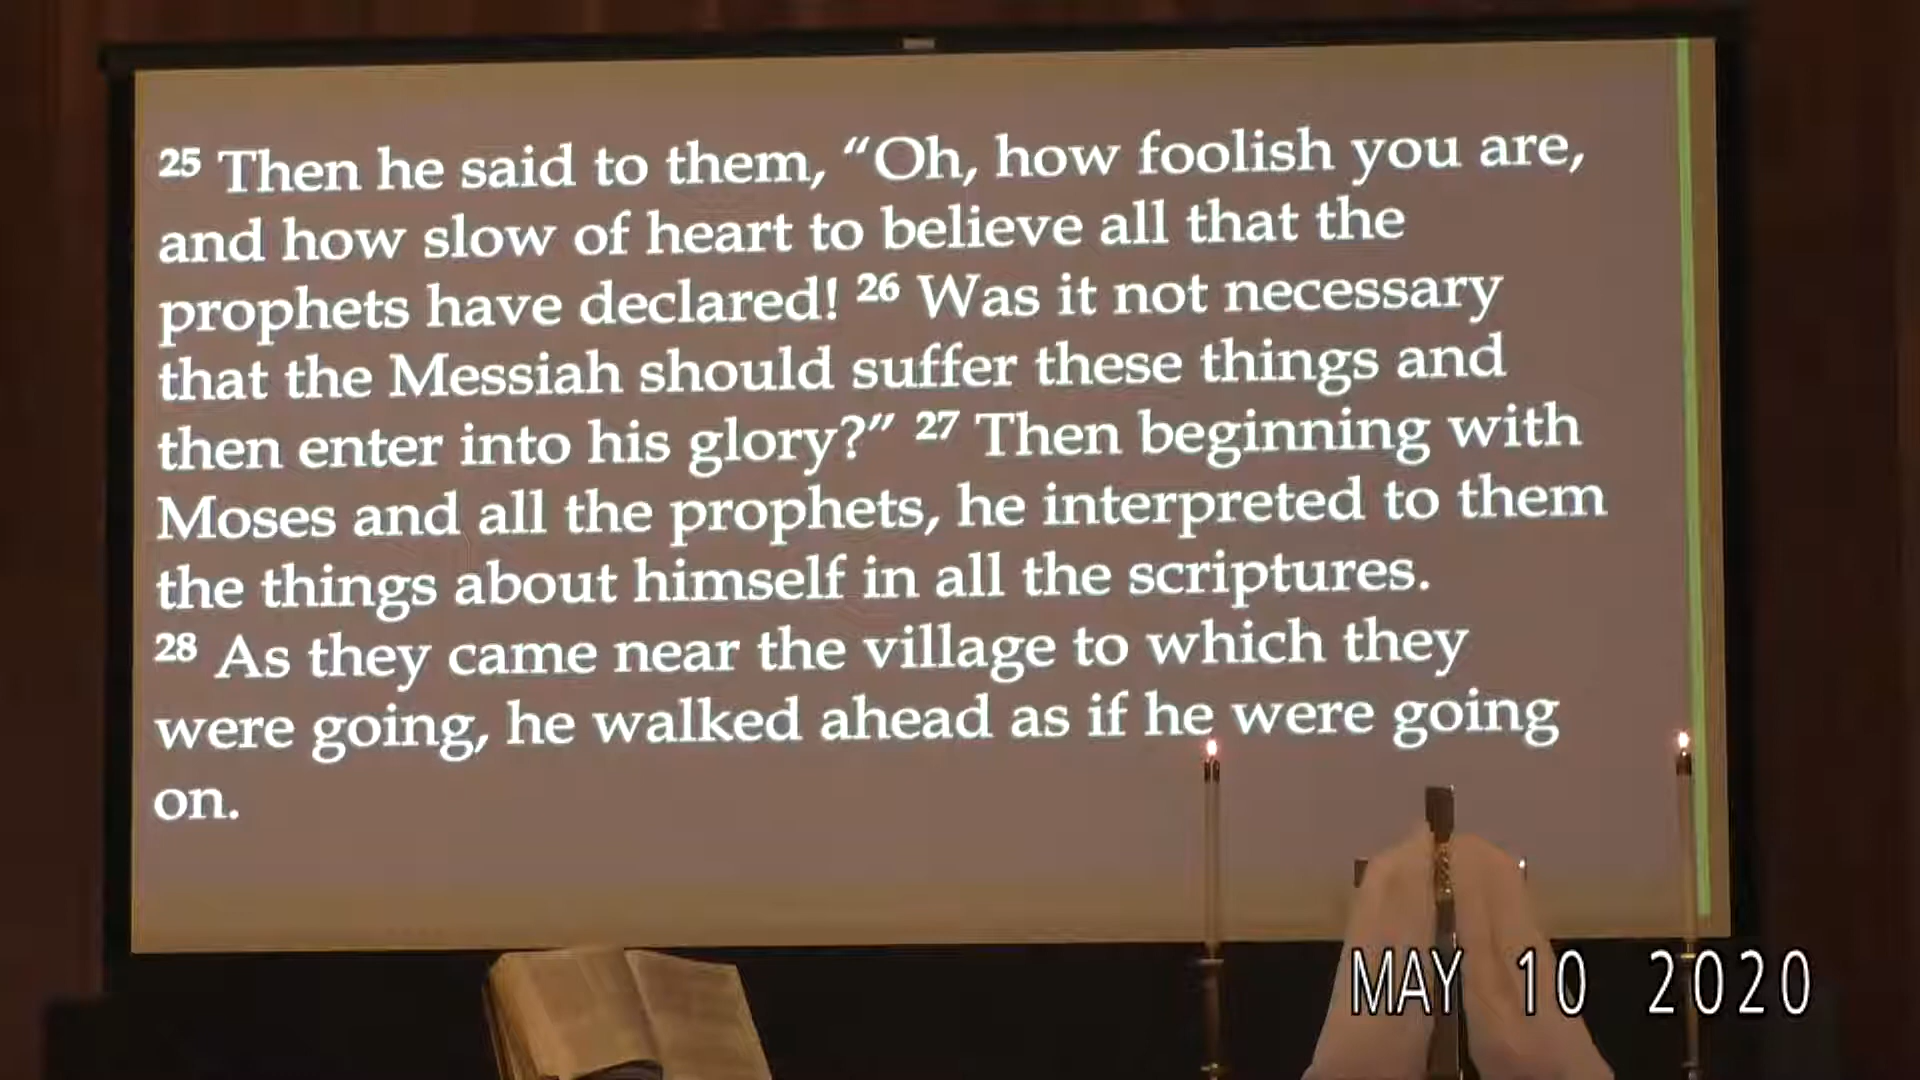 25 Then he said to them, “Oh, how foolish you are,
and how slow of heart to believe all that the
prophets have declared! 26 Was it not necessary
that the Messiah should suffer these things and
then enter into his glory?” 27 Then beginning with
Moses and all the prophets, he interpreted to them
the things about himself in all the scriptures.
28 As they came near the village to which they
were going, he walked ahead as if he were going
on.
MAY 10 2020